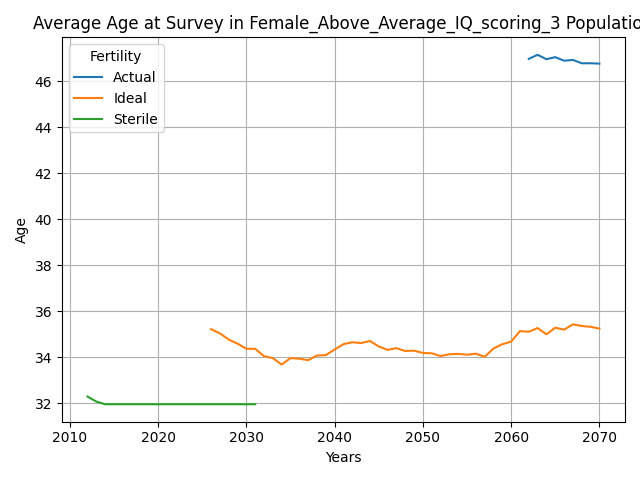 Average Age at Survey in Female_Above_Average_IQ_scoring_3 Populatio
Fertility
Actual
Ideal
Sterile
46
44
42
40
38
36
34
32
Age
2010 2020 2030 2040 2050 2060 2070
Years